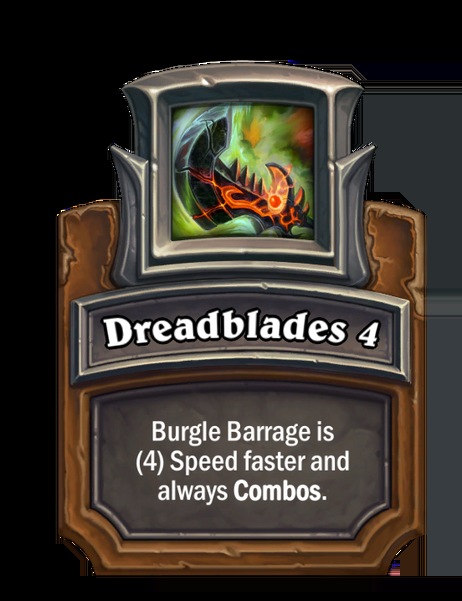 Dreadblades 4
Burgle Barrage is
(4) Speed faster and
always Combos.